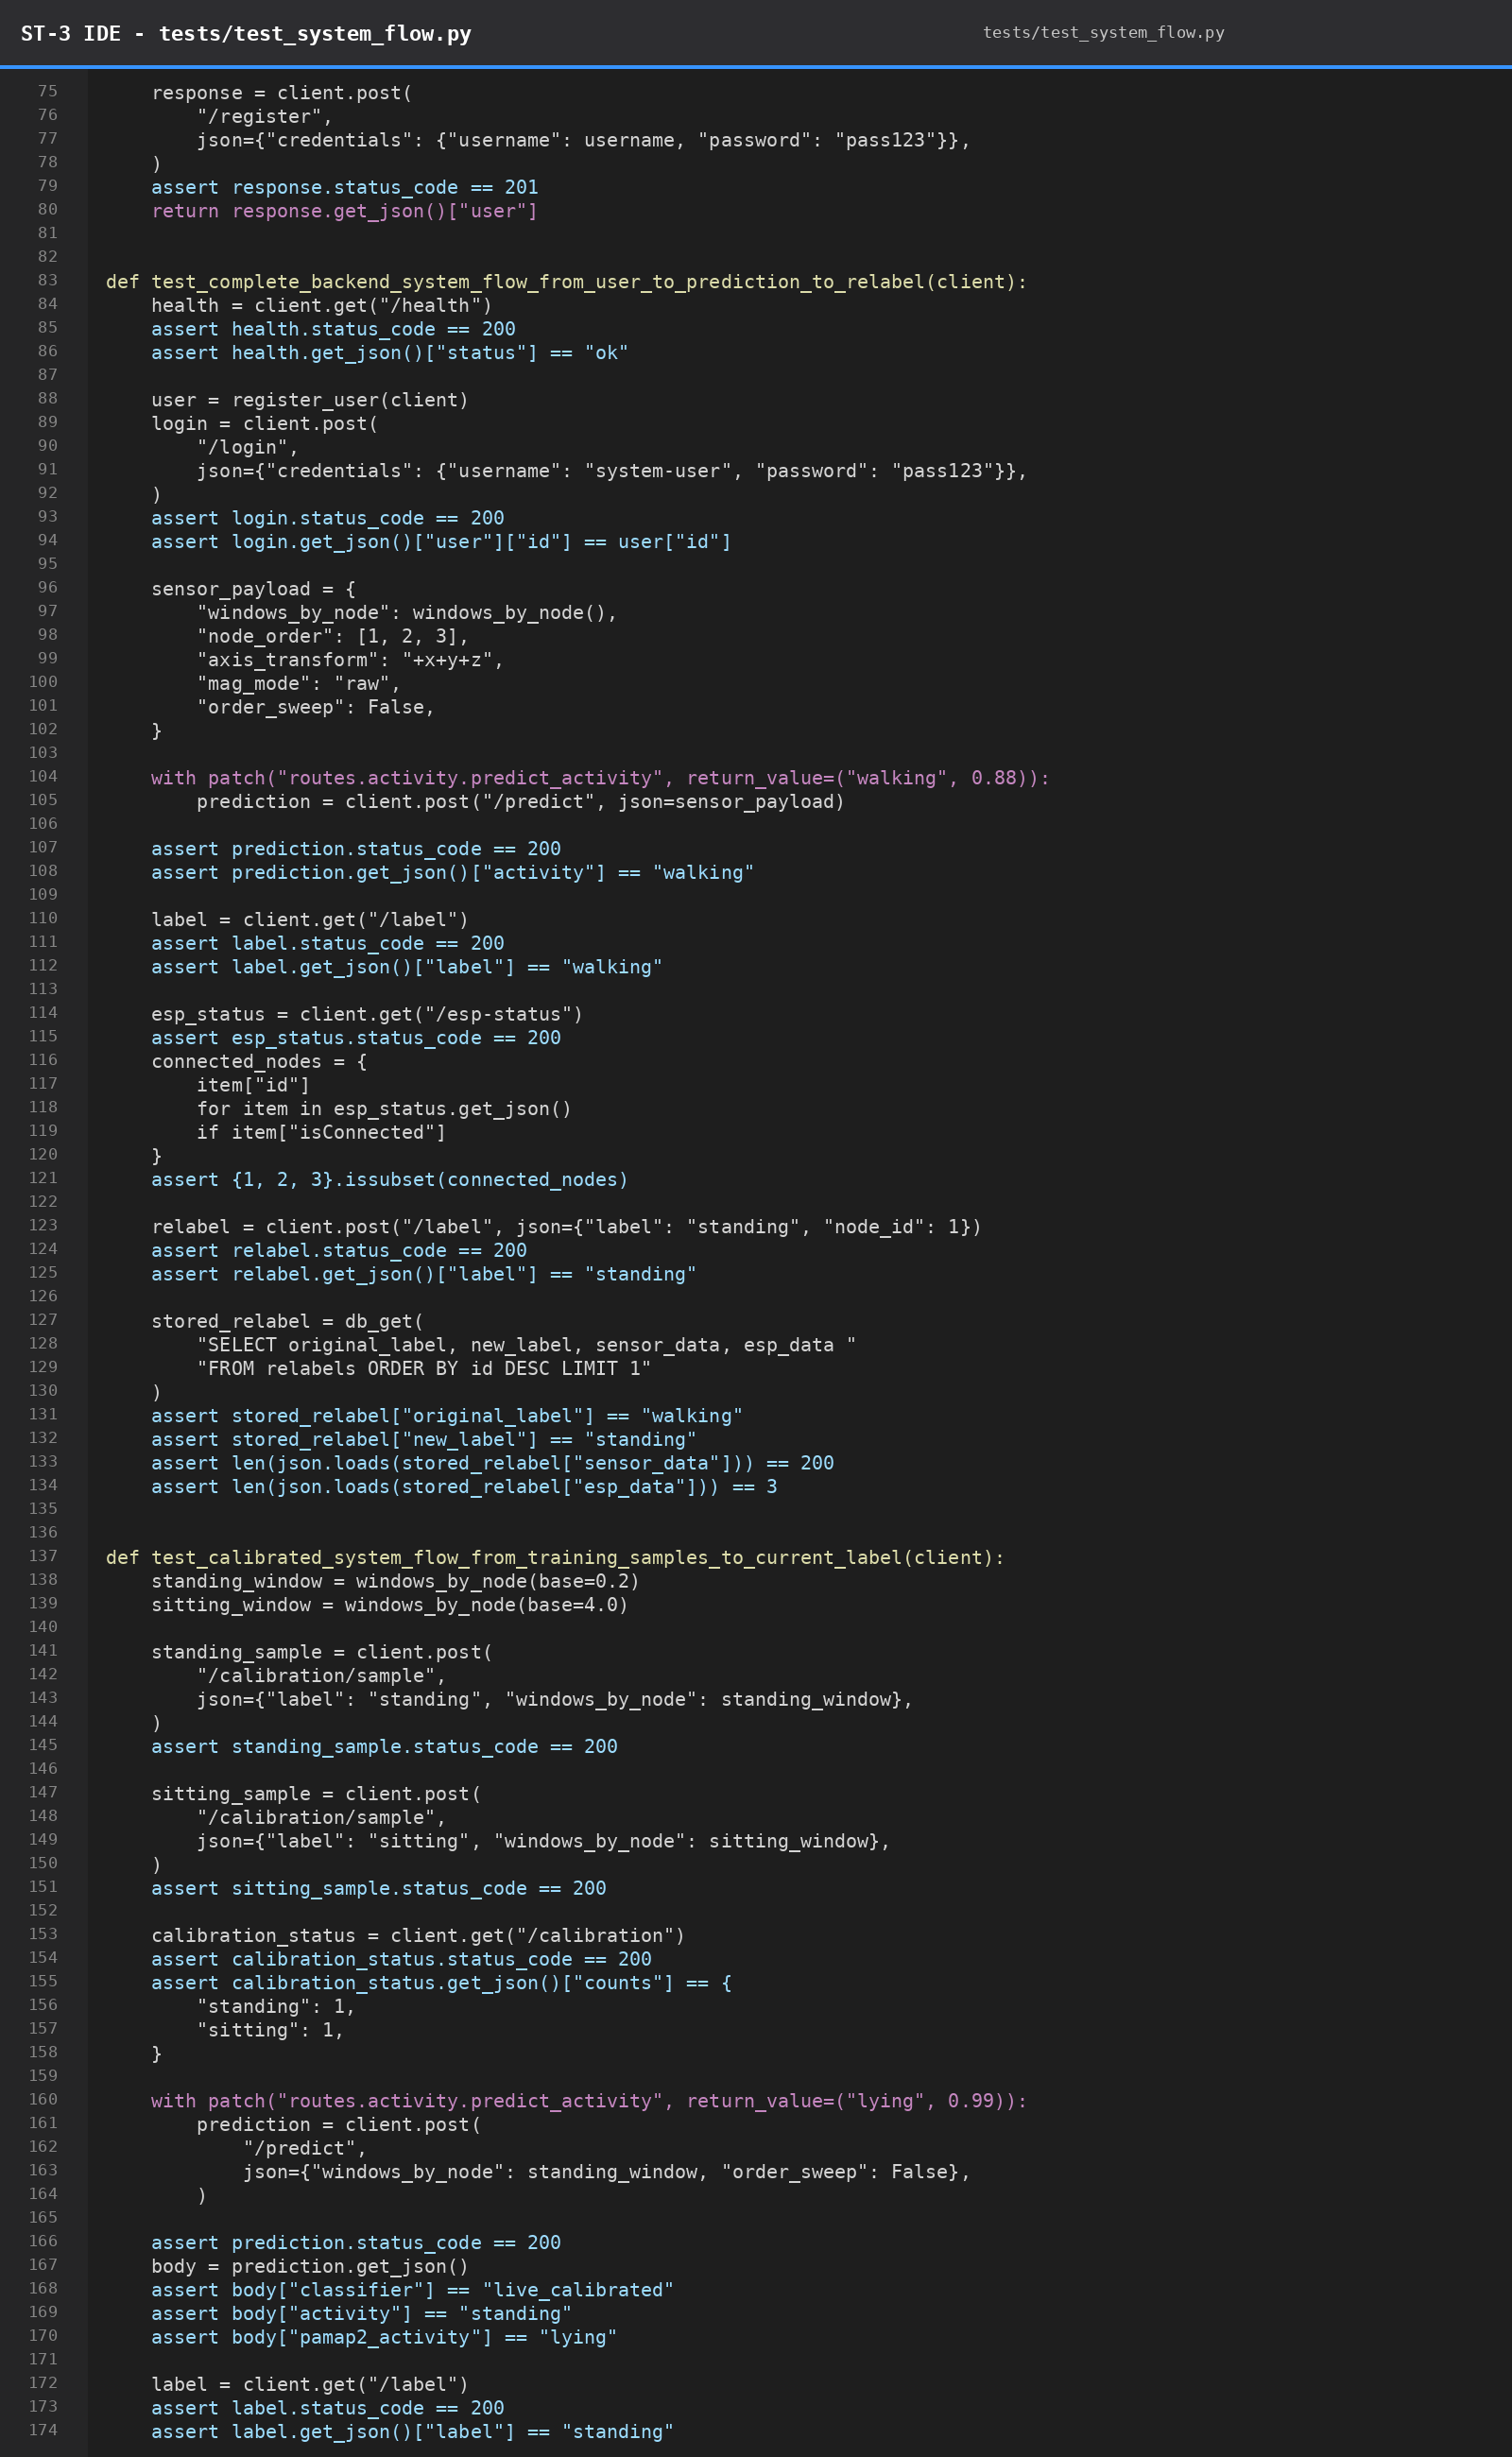 ST-3 IDE - tests/test_system_flow.py
tests/test_system_flow.py
75     response = client.post(
76         "/register",
77         json={"credentials": {"username": username, "password": "pass123"}},
78     )
79     assert response.status_code == 201
80     return response.get_json()["user"]
81
82
83 def test_complete_backend_system_flow_from_user_to_prediction_to_relabel(client):
84     health = client.get("/health")
85     assert health.status_code == 200
86     assert health.get_json()["status"] == "ok"
87
88     user = register_user(client)
89     login = client.post(
90         "/login",
91         json={"credentials": {"username": "system-user", "password": "pass123"}},
92     )
93     assert login.status_code == 200
94     assert login.get_json()["user"]["id"] == user["id"]
95
96     sensor_payload = {
97         "windows_by_node": windows_by_node(),
98         "node_order": [1, 2, 3],
99         "axis_transform": "+x+y+z",
100         "mag_mode": "raw",
101         "order_sweep": False,
102     }
103
104     with patch("routes.activity.predict_activity", return_value=("walking", 0.88)):
105         prediction = client.post("/predict", json=sensor_payload)
106
107     assert prediction.status_code == 200
108     assert prediction.get_json()["activity"] == "walking"
109
110     label = client.get("/label")
111     assert label.status_code == 200
112     assert label.get_json()["label"] == "walking"
113
114     esp_status = client.get("/esp-status")
115     assert esp_status.status_code == 200
116     connected_nodes = {
117         item["id"]
118         for item in esp_status.get_json()
119         if item["isConnected"]
120     }
121     assert {1, 2, 3}.issubset(connected_nodes)
122
123     relabel = client.post("/label", json={"label": "standing", "node_id": 1})
124     assert relabel.status_code == 200
125     assert relabel.get_json()["label"] == "standing"
126
127     stored_relabel = db_get(
128         "SELECT original_label, new_label, sensor_data, esp_data "
129         "FROM relabels ORDER BY id DESC LIMIT 1"
130     )
131     assert stored_relabel["original_label"] == "walking"
132     assert stored_relabel["new_label"] == "standing"
133     assert len(json.loads(stored_relabel["sensor_data"])) == 200
134     assert len(json.loads(stored_relabel["esp_data"])) == 3
135
136
137 def test_calibrated_system_flow_from_training_samples_to_current_label(client):
138     standing_window = windows_by_node(base=0.2)
139     sitting_window = windows_by_node(base=4.0)
140
141     standing_sample = client.post(
142         "/calibration/sample",
143         json={"label": "standing", "windows_by_node": standing_window},
144     )
145     assert standing_sample.status_code == 200
146
147     sitting_sample = client.post(
148         "/calibration/sample",
149         json={"label": "sitting", "windows_by_node": sitting_window},
150     )
151     assert sitting_sample.status_code == 200
152
153     calibration_status = client.get("/calibration")
154     assert calibration_status.status_code == 200
155     assert calibration_status.get_json()["counts"] == {
156         "standing": 1,
157         "sitting": 1,
158     }
159
160     with patch("routes.activity.predict_activity", return_value=("lying", 0.99)):
161         prediction = client.post(
162             "/predict",
163             json={"windows_by_node": standing_window, "order_sweep": False},
164         )
165
166     assert prediction.status_code == 200
167     body = prediction.get_json()
168     assert body["classifier"] == "live_calibrated"
169     assert body["activity"] == "standing"
170     assert body["pamap2_activity"] == "lying"
171
172     label = client.get("/label")
173     assert label.status_code == 200
174     assert label.get_json()["label"] == "standing"